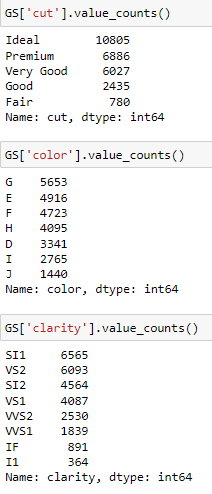 GS['cut'].value_counts()
Ideal 10805
Premium 6886
Very Good 6027
Good 2435
Fair 780
Name: cut, dtype: int64
GS['color'].value_counts()
G 5653
E 4916
F 4723
H 4095
D 3341
I 2765
J 1440
Name: color, dtype: int64
GS['clarity'].value_counts()
SI1 6565
VS2 6093
SI2 4564
VS1 4087
VVS2 2530
VVS1 1839
IF 891
I1 364
Name: clarity, dtype: int64